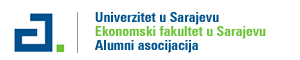 Univerzitet u Sarajevu
Ekonomski fakultet u Sarajevu
Alumni asocijacija